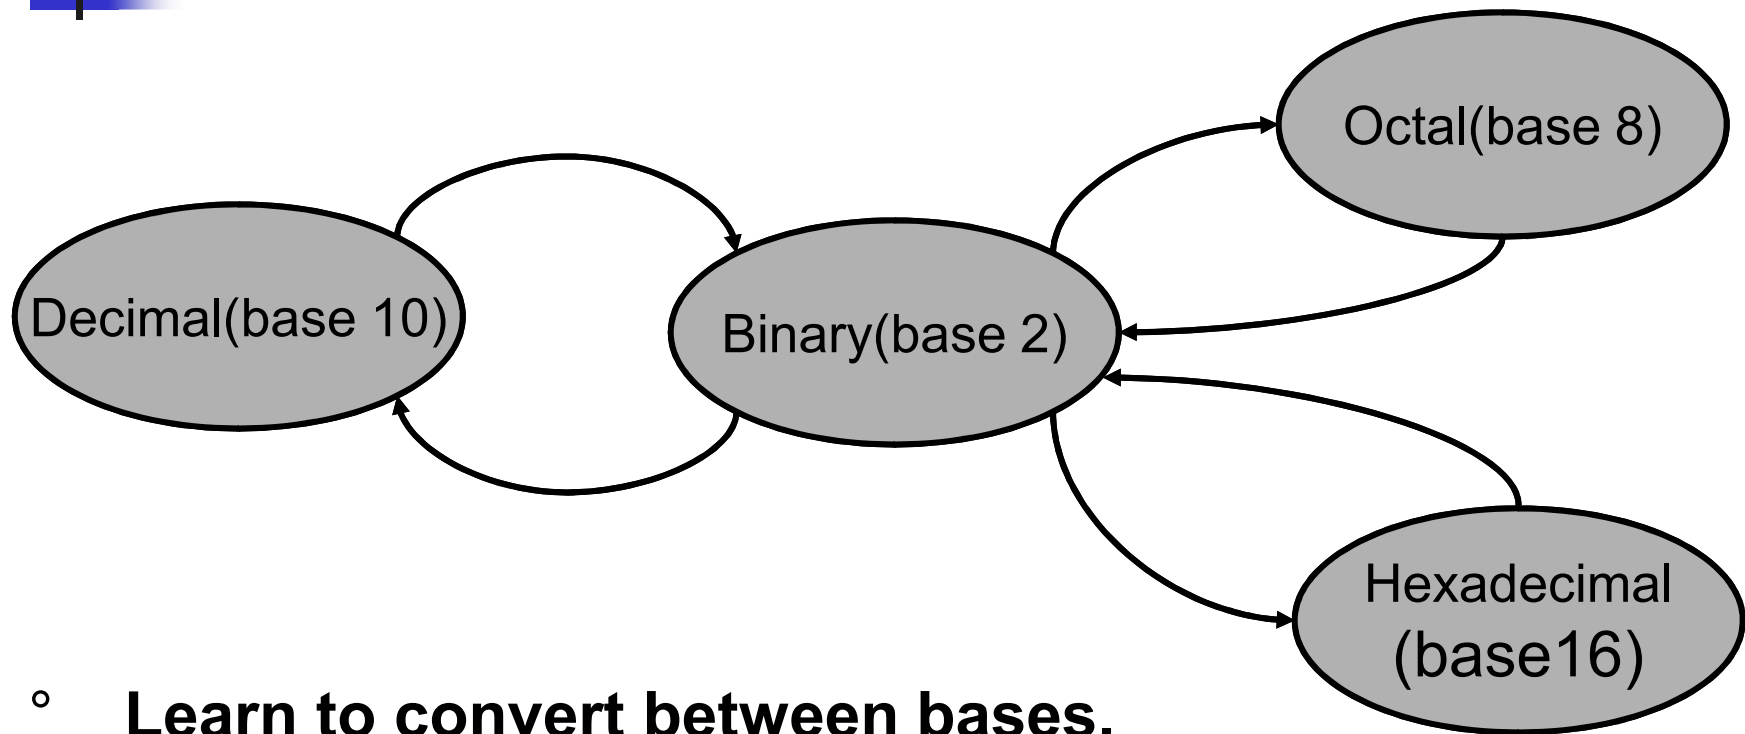 Octal(base 8)
Decimal(base 10)
Binary(base 2)
Hexadecimal
(base16)
° Learn to convert between bases.